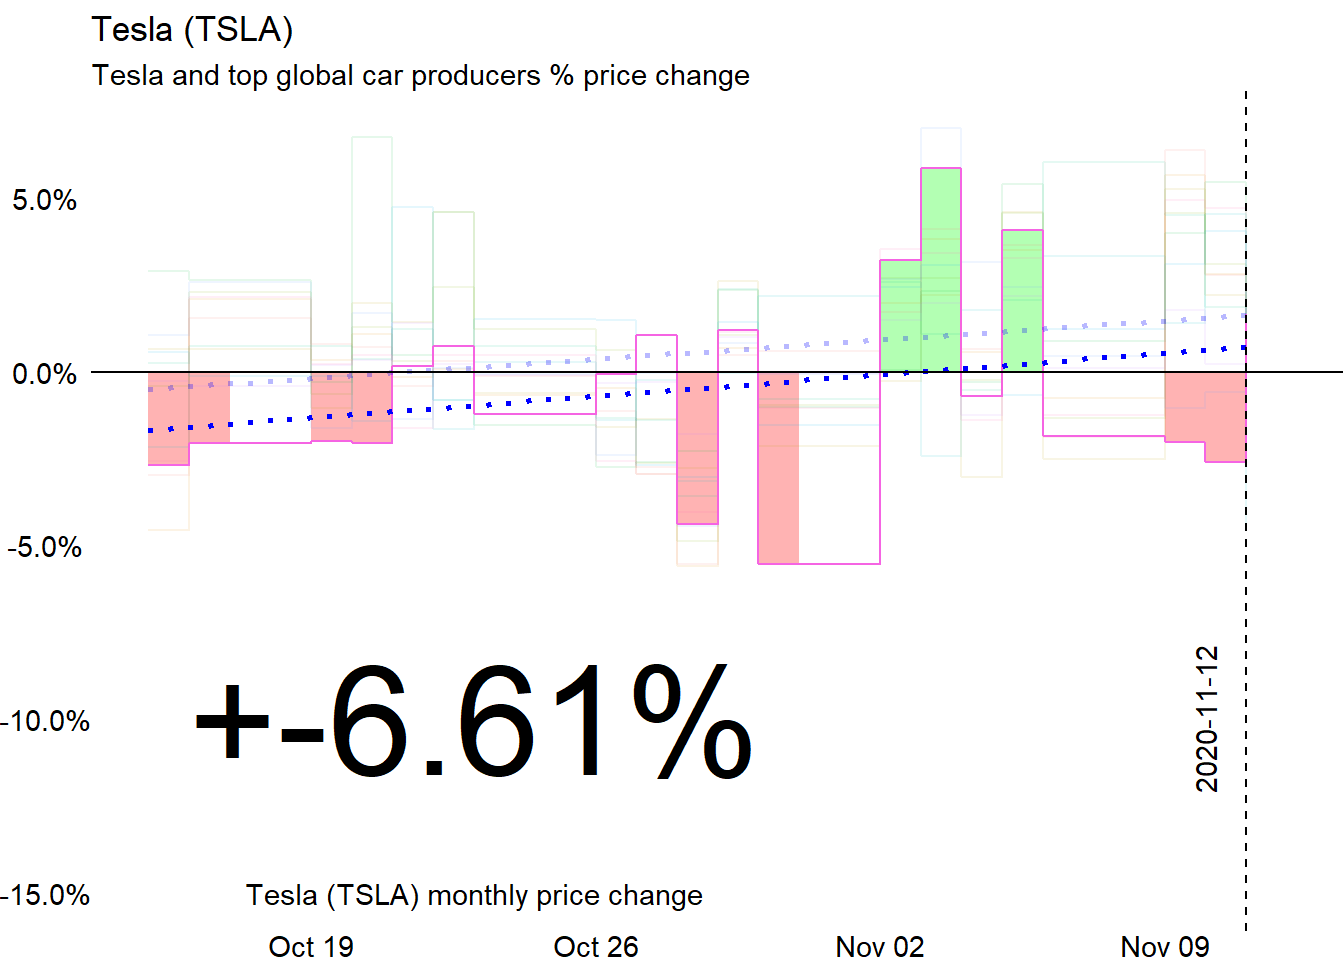 Tesla (TSLA)
Tesla and top global car producers % price change
5.0%
0.0%
-5.0%
-10.0%
-15.0%
+-6.61%
2020-11-12
Tesla (TSLA) monthly price change
Oct 19
Oct 26
Nov 02
Nov 09